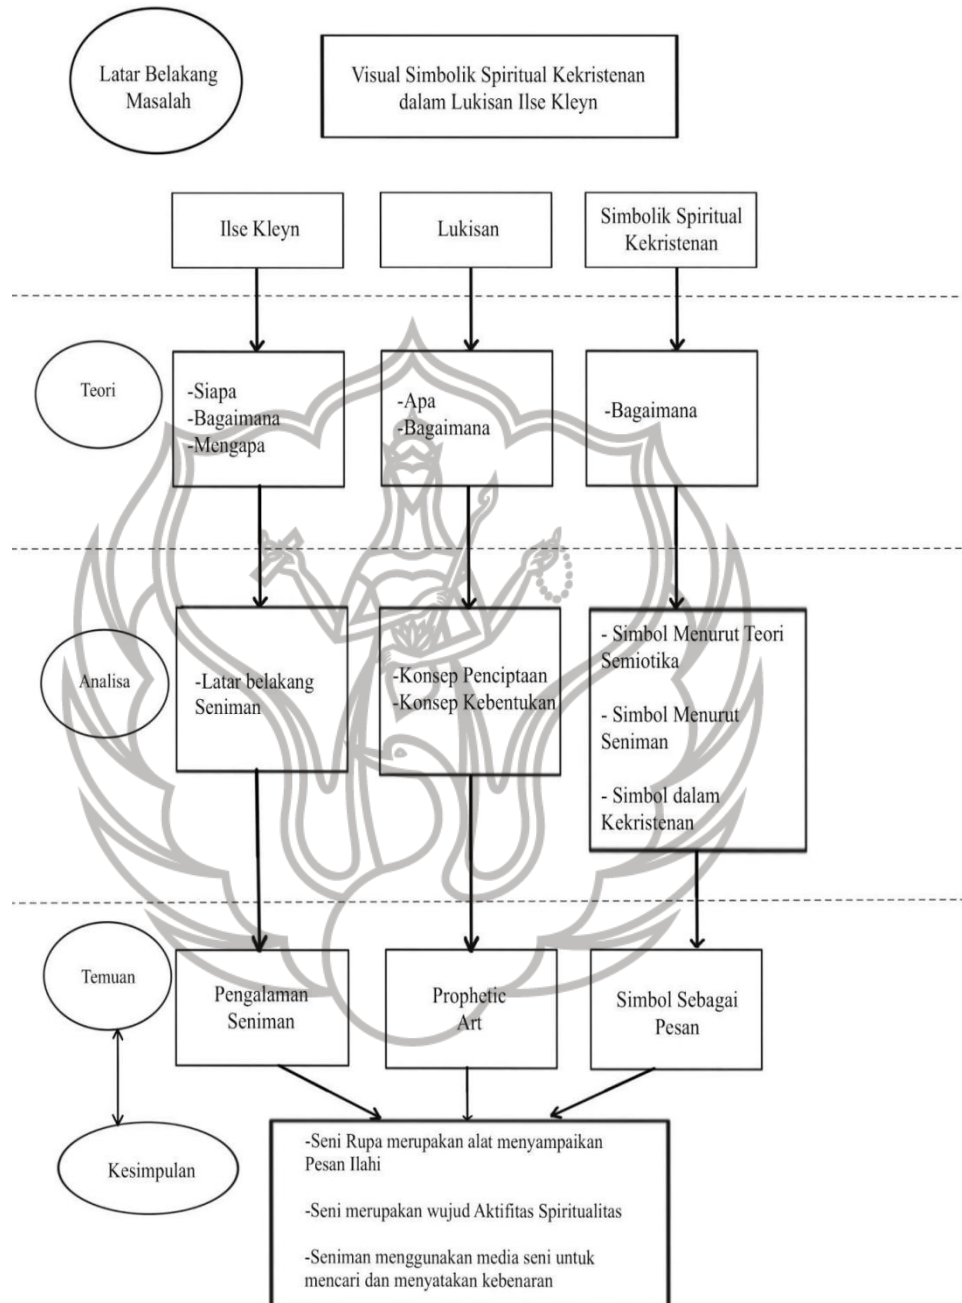 Latar Belakang
Masalah
Visual Simbolik Spiritual Kekristenan
dalam Lukisan Ilse Kleyn
Ilse Kleyn
Lukisan
Simbolik Spiritual
Kekristenan
Teori
-Siapa
-Bagaimana
-Mengapa
-Apa
-Bagaimana
-Bagaimana
Analisa
-Latar belakang
Seniman
-Konsep Penciptaan
-Konsep Kebentukan
- Simbol Menurut Teori
Semiotika
- Simbol Menurut
Seniman
- Simbol dalam
Kekristenan
Temuan
Pengalaman
Seniman
Prophetic
Art
Simbol Sebagai
Pesan
Kesimpulan
-Seni Rupa merupakan alat menyampaikan
Pesan Ilahi
-Seni merupakan wujud Aktifitas Spiritualitas
-Seniman menggunakan media seni untuk
mencari dan menyatakan kebenaran